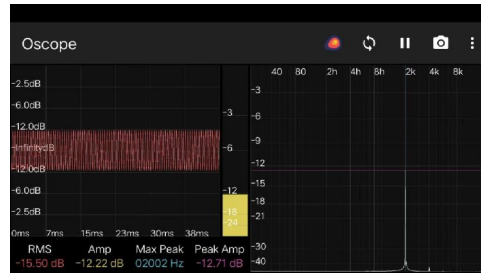 Oscope
40 80 2h 4h 8h 2k 4k 8k
-2.5dB
-6.0dB
-12.0dB
-InfinitydB
-12.0dB
-6.0dB
-2.5dB
0ms 7ms 15ms 23ms 30ms 38ms
-3
-6
-12
-18
-24
-3
-6
-9
-12
-15
-18
-21
-30
-40
RMS Amp Max Peak Peak Amp
-15.50 dB -12.22 dB 02002 Hz -12.71 dB